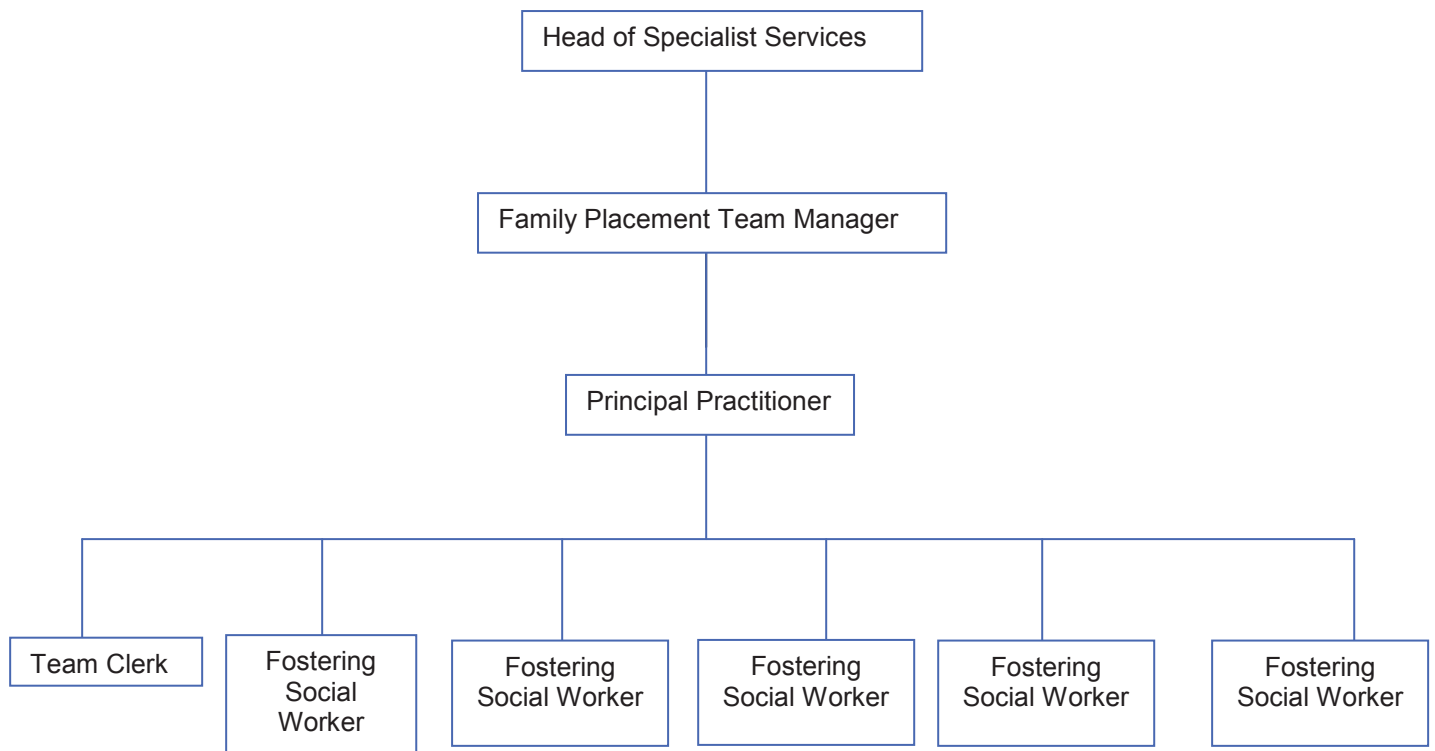 Head of Specialist Services
Family Placement Team Manager
Principal Practitioner
Team Clerk
Fostering
Social
Worker
Fostering
Social Worker
Fostering
Social Worker
Fostering
Social Worker
Fostering
Social Worker